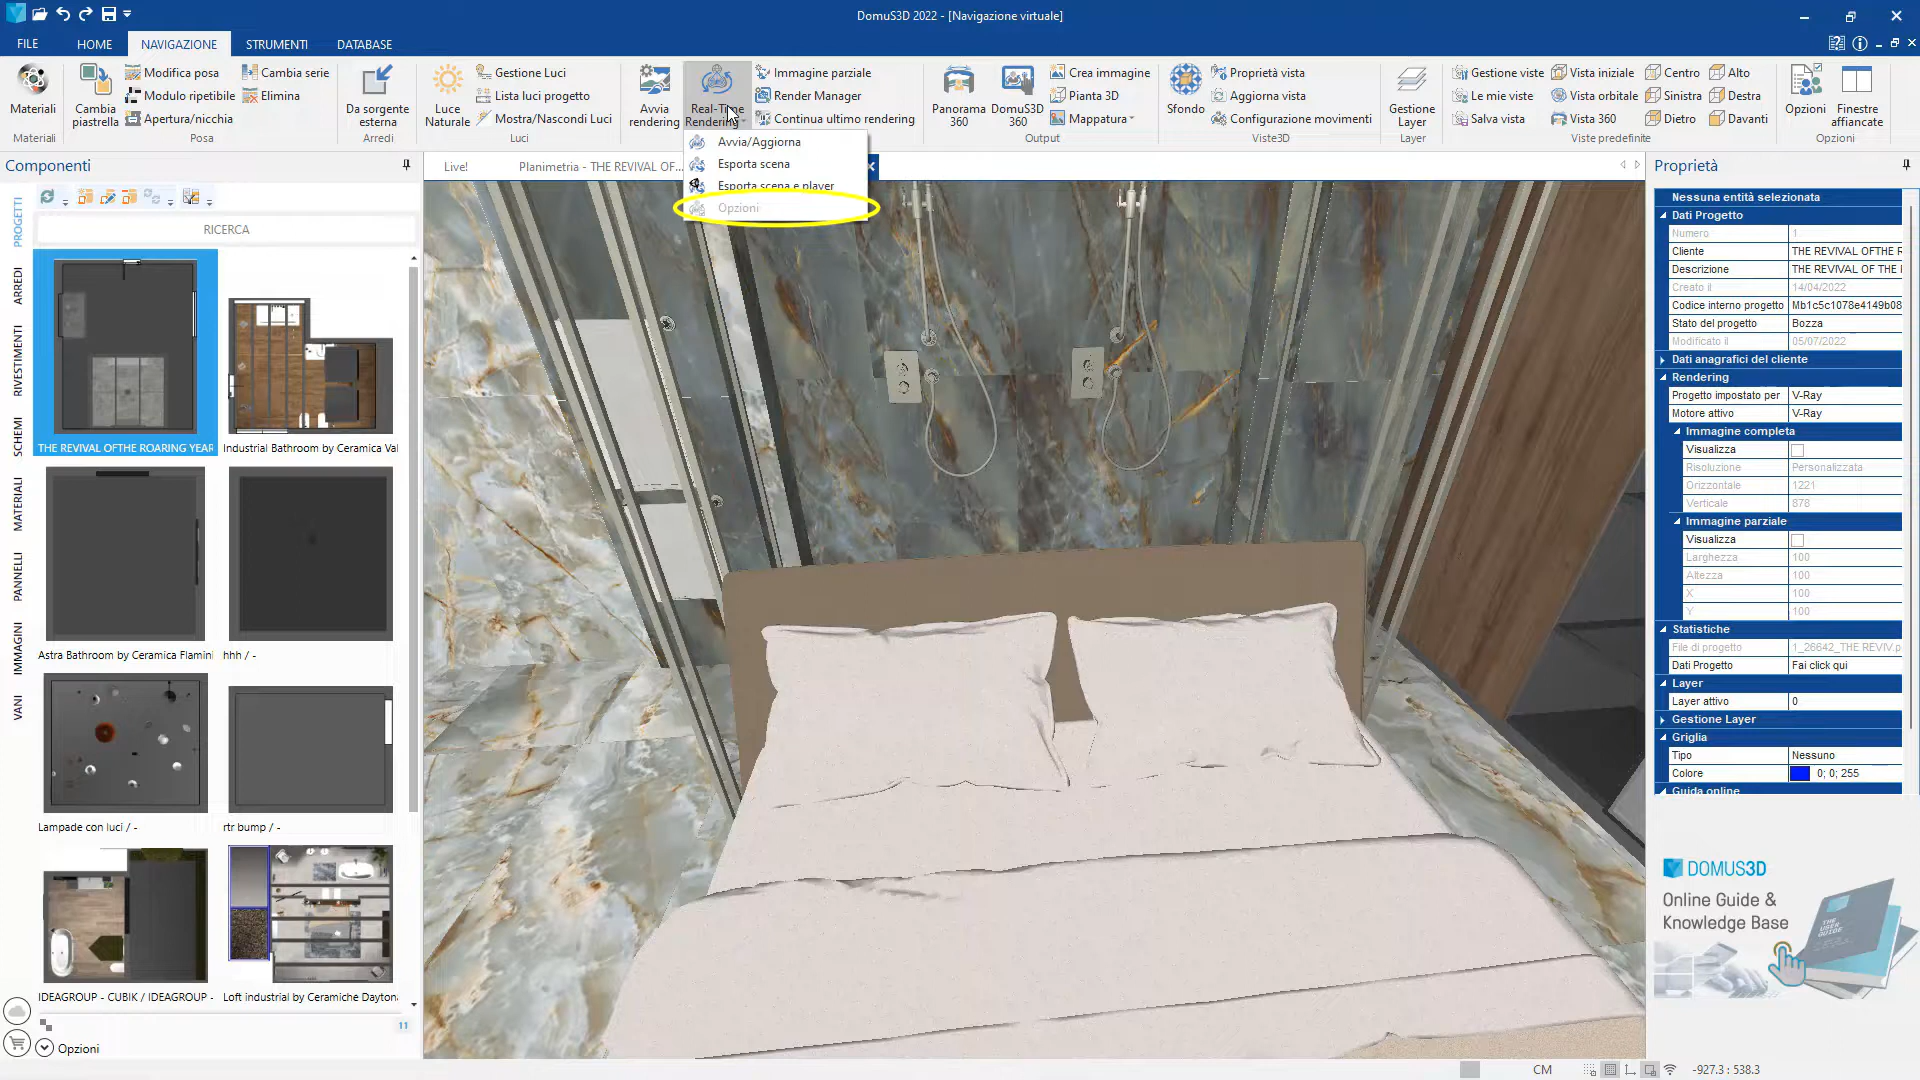 DomuS3D 2022 - [Navigazione virtuale]
FILE
HOME
NAVIGAZIONE
STRUMENTI
DATABASE
Materiali
Materiali
Cambia piastrella
Modifica posa
Modulo ripetibile
Apertura/nicchia
Cambia serie
Elimina
Posa
Da sorgente esterna
Arredi
Luce Naturale
Gestione Luci
Lista luci progetto
Mostra/Nascondi Luci
Luci
Avvia rendering
Real-Time Rendering
Immagine parziale
Render Manager
Continua ultimo rendering
Panorama 360
DomuS3D 360
Crea immagine
Pianta 3D
Mappatura
Output
Sfondo
Proprietà vista
Aggiorna vista
Configurazione movimenti
Viste3D
Gestione Layer
Layer
Gestione viste
Le mie viste
Salva vista
Vista iniziale
Vista orbitale
Vista 360
Centro
Sinistra
Dietro
Alto
Destra
Davanti
Viste predefinite
Opzioni
Finestre affiancate
Opzioni
Avvia/Aggiorna
Esporta scena
Esporta scena e player
Opzioni
Componenti
Live!
Planimetria - THE REVIVAL OF...
PROGETTI
ARREDI
RIVESTIMENTI
SCHEMI
MATERIALI
PANNELLI
IMMAGINI
VANI
RICERCA
THE REVIVAL OFTHE ROARING YEAR
Industrial Bathroom by Ceramica Val
Astra Bathroom by Ceramica Flamini
hhh / -
Lampade con luci / -
rtr bump / -
IDEAGROUP - CUBIK / IDEAGROUP -
Loft industrial by Ceramiche Dayton
11
Opzioni
Proprietà
Nessuna entità selezionata
Dati Progetto
Numero 1
Cliente THE REVIVAL OFTHE R
Descrizione THE REVIVAL OF THE
Creato il 14/04/2022
Codice interno progetto Mb1c5c1078e4149b08
Stato del progetto Bozza
Modificato il 05/07/2022
Dati anagrafici del cliente
Rendering
Progetto impostato per V-Ray
Motore attivo V-Ray
Immagine completa
Visualizza
Risoluzione Personalizzata
Orizzontale 1221
Verticale 878
Immagine parziale
Visualizza
Larghezza 100
Altezza 100
X 100
Y 100
Statistiche
File di progetto 1_26642_THE REVIV.p
Dati Progetto Fai click qui
Layer
Layer attivo 0
Gestione Layer
Griglia
Tipo Nessuno
Colore 0; 0; 255
Guida online
DOMUS3D
Online Guide &
Knowledge Base
THE USER GUIDE
CM
-927.3 : 538.3